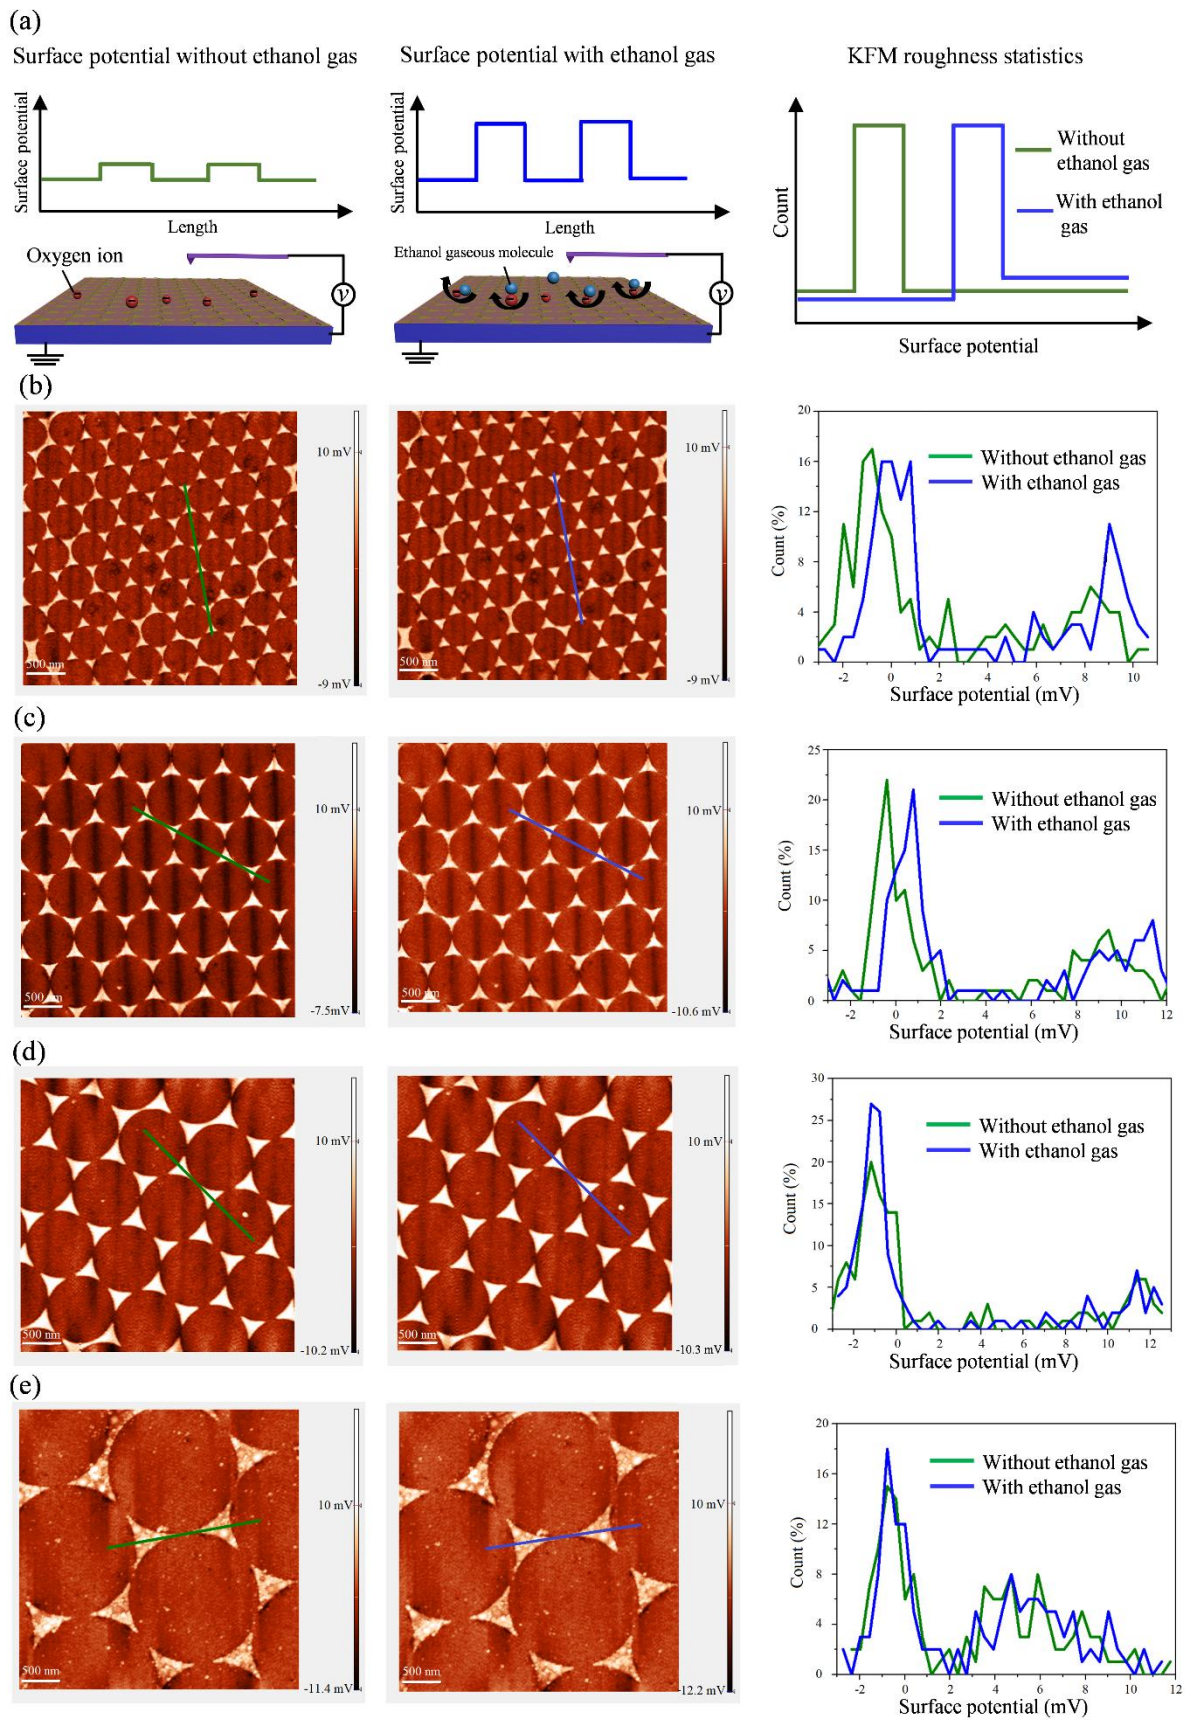 (a)
Surface potential without ethanol gas
Surface potential with ethanol gas
KFM roughness statistics
Surface potential
Length
Surface potential
Length
Count
Surface potential
Without
ethanol gas
With ethanol
gas
Oxygen ion
v
Ethanol gaseous molecule
v
(b)
10 mV
-9 mV
500 nm
10 mV
-9 mV
500 nm
20
16
12
8
4
0
-2 0 2 4 6 8 10
Count (%)
Surface potential (mV)
Without ethanol gas
With ethanol gas
(c)
10 mV
-7.5mV
500 nm
10 mV
-10.6 mV
500 nm
25
20
15
10
5
0
-2 0 2 4 6 8 10 12
Count (%)
Surface potential (mV)
Without ethanol gas
With ethanol gas
(d)
10 mV
-10.2 mV
500 nm
10 mV
-10.3 mV
500 nm
30
25
20
15
10
5
0
-2 0 2 4 6 8 10 12
Count (%)
Surface potential (mV)
Without ethanol gas
With ethanol gas
(e)
10 mV
-11.4 mV
500 nm
10 mV
-12.2 mV
500 nm
20
16
12
8
4
0
-2 0 2 4 6 8 10 12
Count (%)
Surface potential (mV)
Without ethanol gas
With ethanol gas